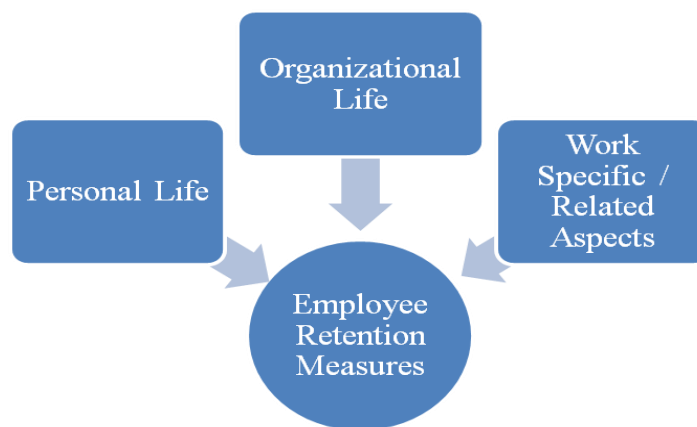 Organizational
Life
Personal Life
Work
Specific /
Related
Aspects
Employee
Retention
Measures